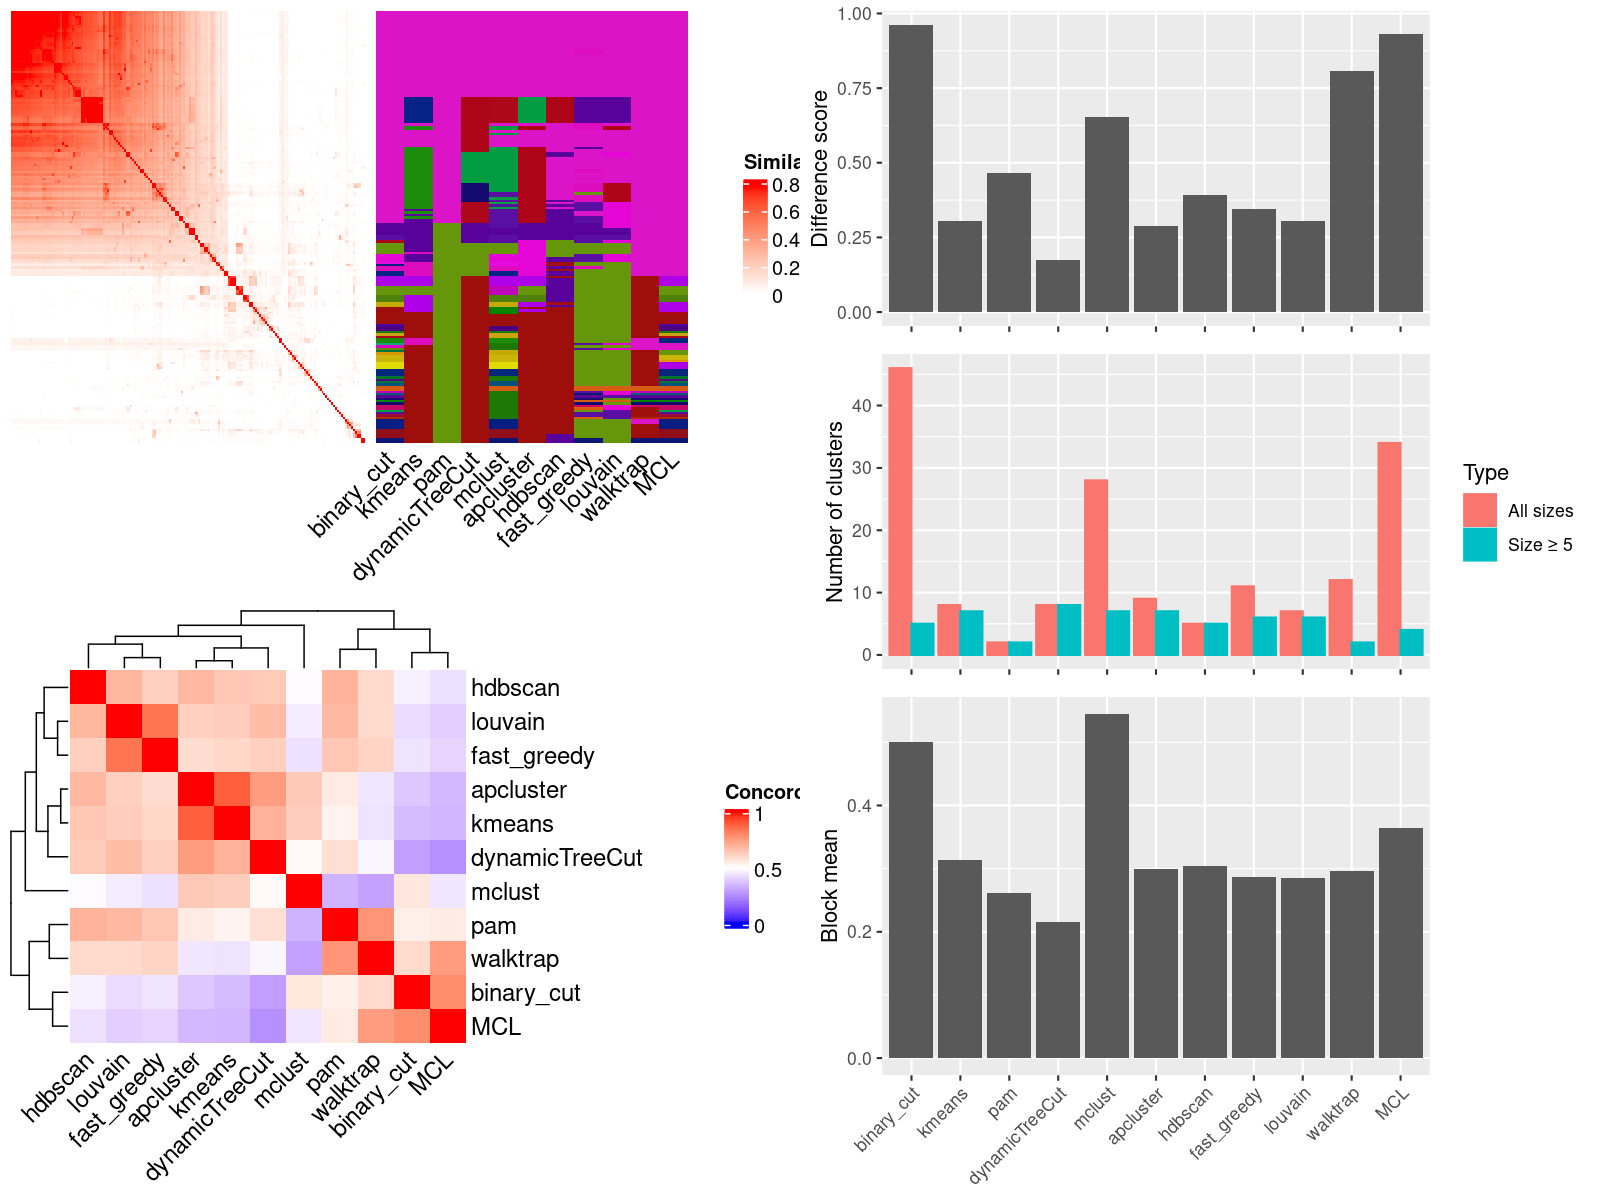 Simila
0.8
0.6
0.4
0.2
0
binary_cut
kmeans
pam
dynamicTreeCut
mclust
apcluster
hdbscan
fast_greedy
louvain
walktrap
MCL
Difference score
1.00
0.75
0.50
0.25
0.00
Number of clusters
40
30
20
10
0
Type
All sizes
Size ≥ 5
hdbscan
louvain
fast_greedy
apcluster
kmeans
dynamicTreeCut
mclust
pam
walktrap
binary_cut
MCL
hdbscan
louvain
fast_greedy
apcluster
kmeans
dynamicTreeCut
mclust
pam
walktrap
binary_cut
MCL
Concord
1
0.5
0
Block mean
0.4
0.2
0.0
binary_cut
kmeans
pam
dynamicTreeCut
mclust
apcluster
hdbscan
fast_greedy
louvain
walktrap
MCL